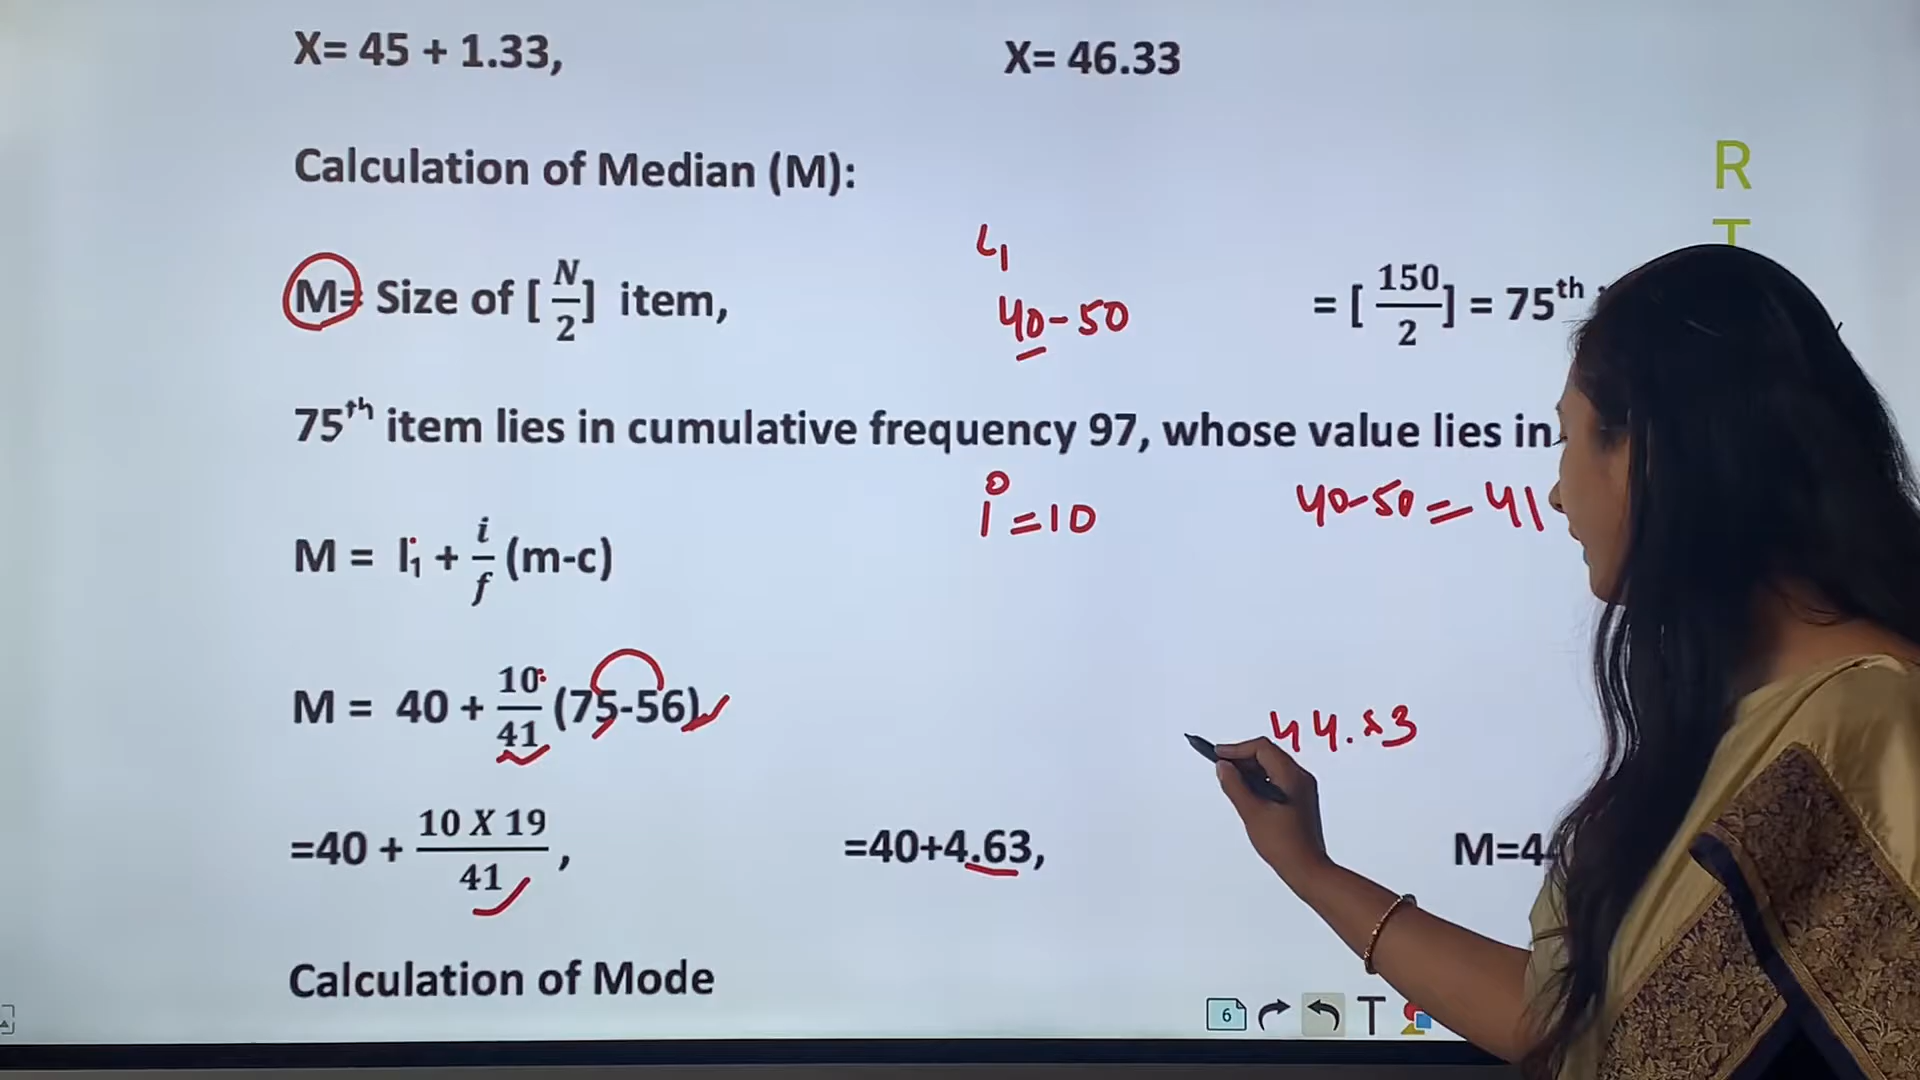 X= 45 + 1.33, X= 46.33
R
T
Calculation of Median (M):
L1
M= Size of [N/2] item, 40-50 = [150/2] = 75th
75th item lies in cumulative frequency 97, whose value lies in
i=10 40-50=41
M = l1 + i/f (m-c)
M = 40 + 10/41 (75-56)
=40 + 10 X 19/41, =40+4.63, M=4
Calculation of Mode
6 T